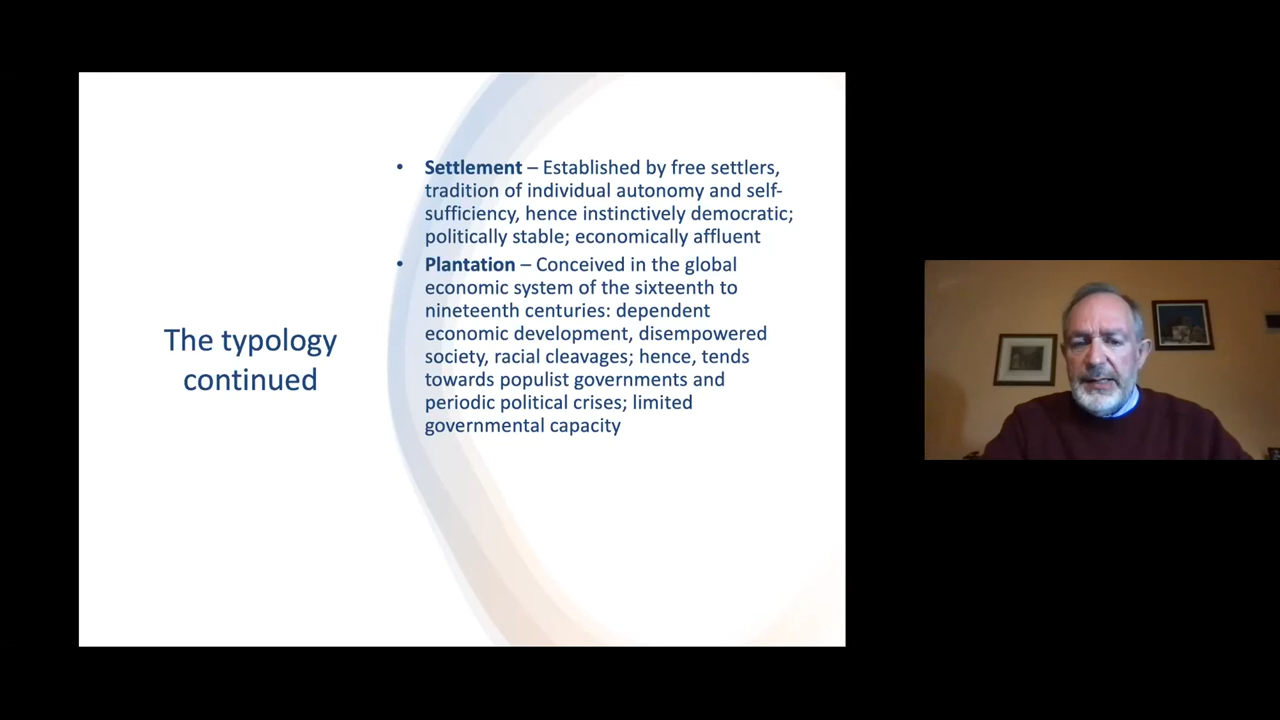 The typology
continued
• Settlement – Established by free settlers,
tradition of individual autonomy and self-
sufficiency, hence instinctively democratic;
politically stable; economically affluent
• Plantation – Conceived in the global
economic system of the sixteenth to
nineteenth centuries: dependent
economic development, disempowered
society, racial cleavages; hence, tends
towards populist governments and
periodic political crises; limited
governmental capacity